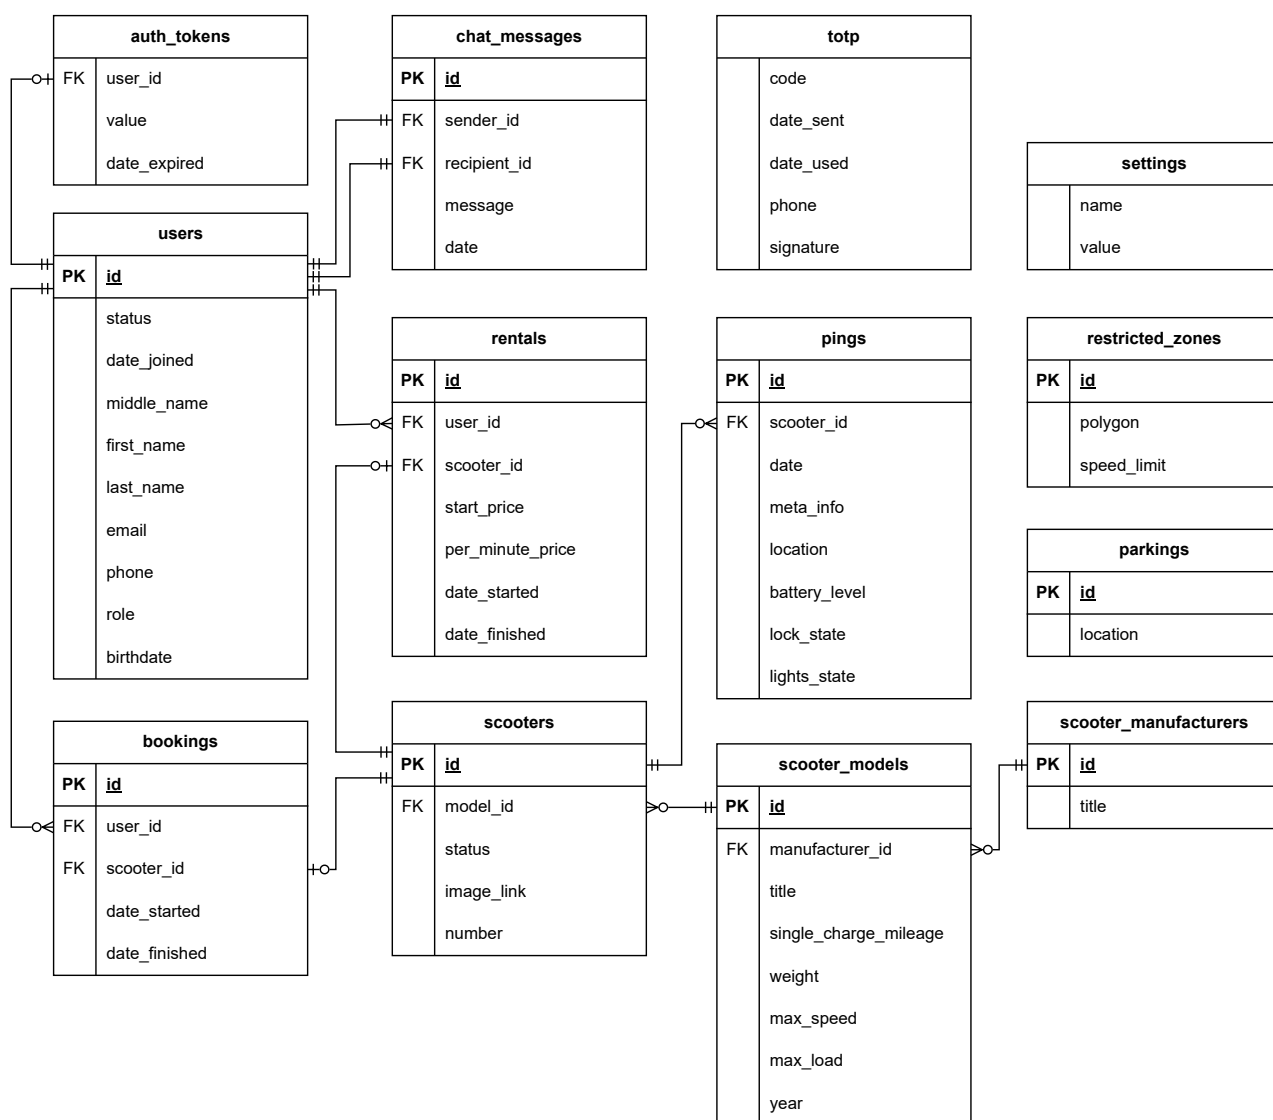 auth_tokens
FK user_id
value
date_expired
users
PK id
status
date_joined
middle_name
first_name
last_name
email
phone
role
birthdate
bookings
PK id
FK user_id
FK scooter_id
date_started
date_finished
chat_messages
PK id
FK sender_id
FK recipient_id
message
date
rentals
PK id
FK user_id
FK scooter_id
start_price
per_minute_price
date_started
date_finished
scooters
PK id
FK model_id
status
image_link
number
totp
code
date_sent
date_used
phone
signature
pings
PK id
FK scooter_id
date
meta_info
location
battery_level
lock_state
lights_state
scooter_models
PK id
FK manufacturer_id
title
single_charge_mileage
weight
max_speed
max_load
year
settings
name
value
restricted_zones
PK id
polygon
speed_limit
parkings
PK id
location
scooter_manufacturers
PK id
title